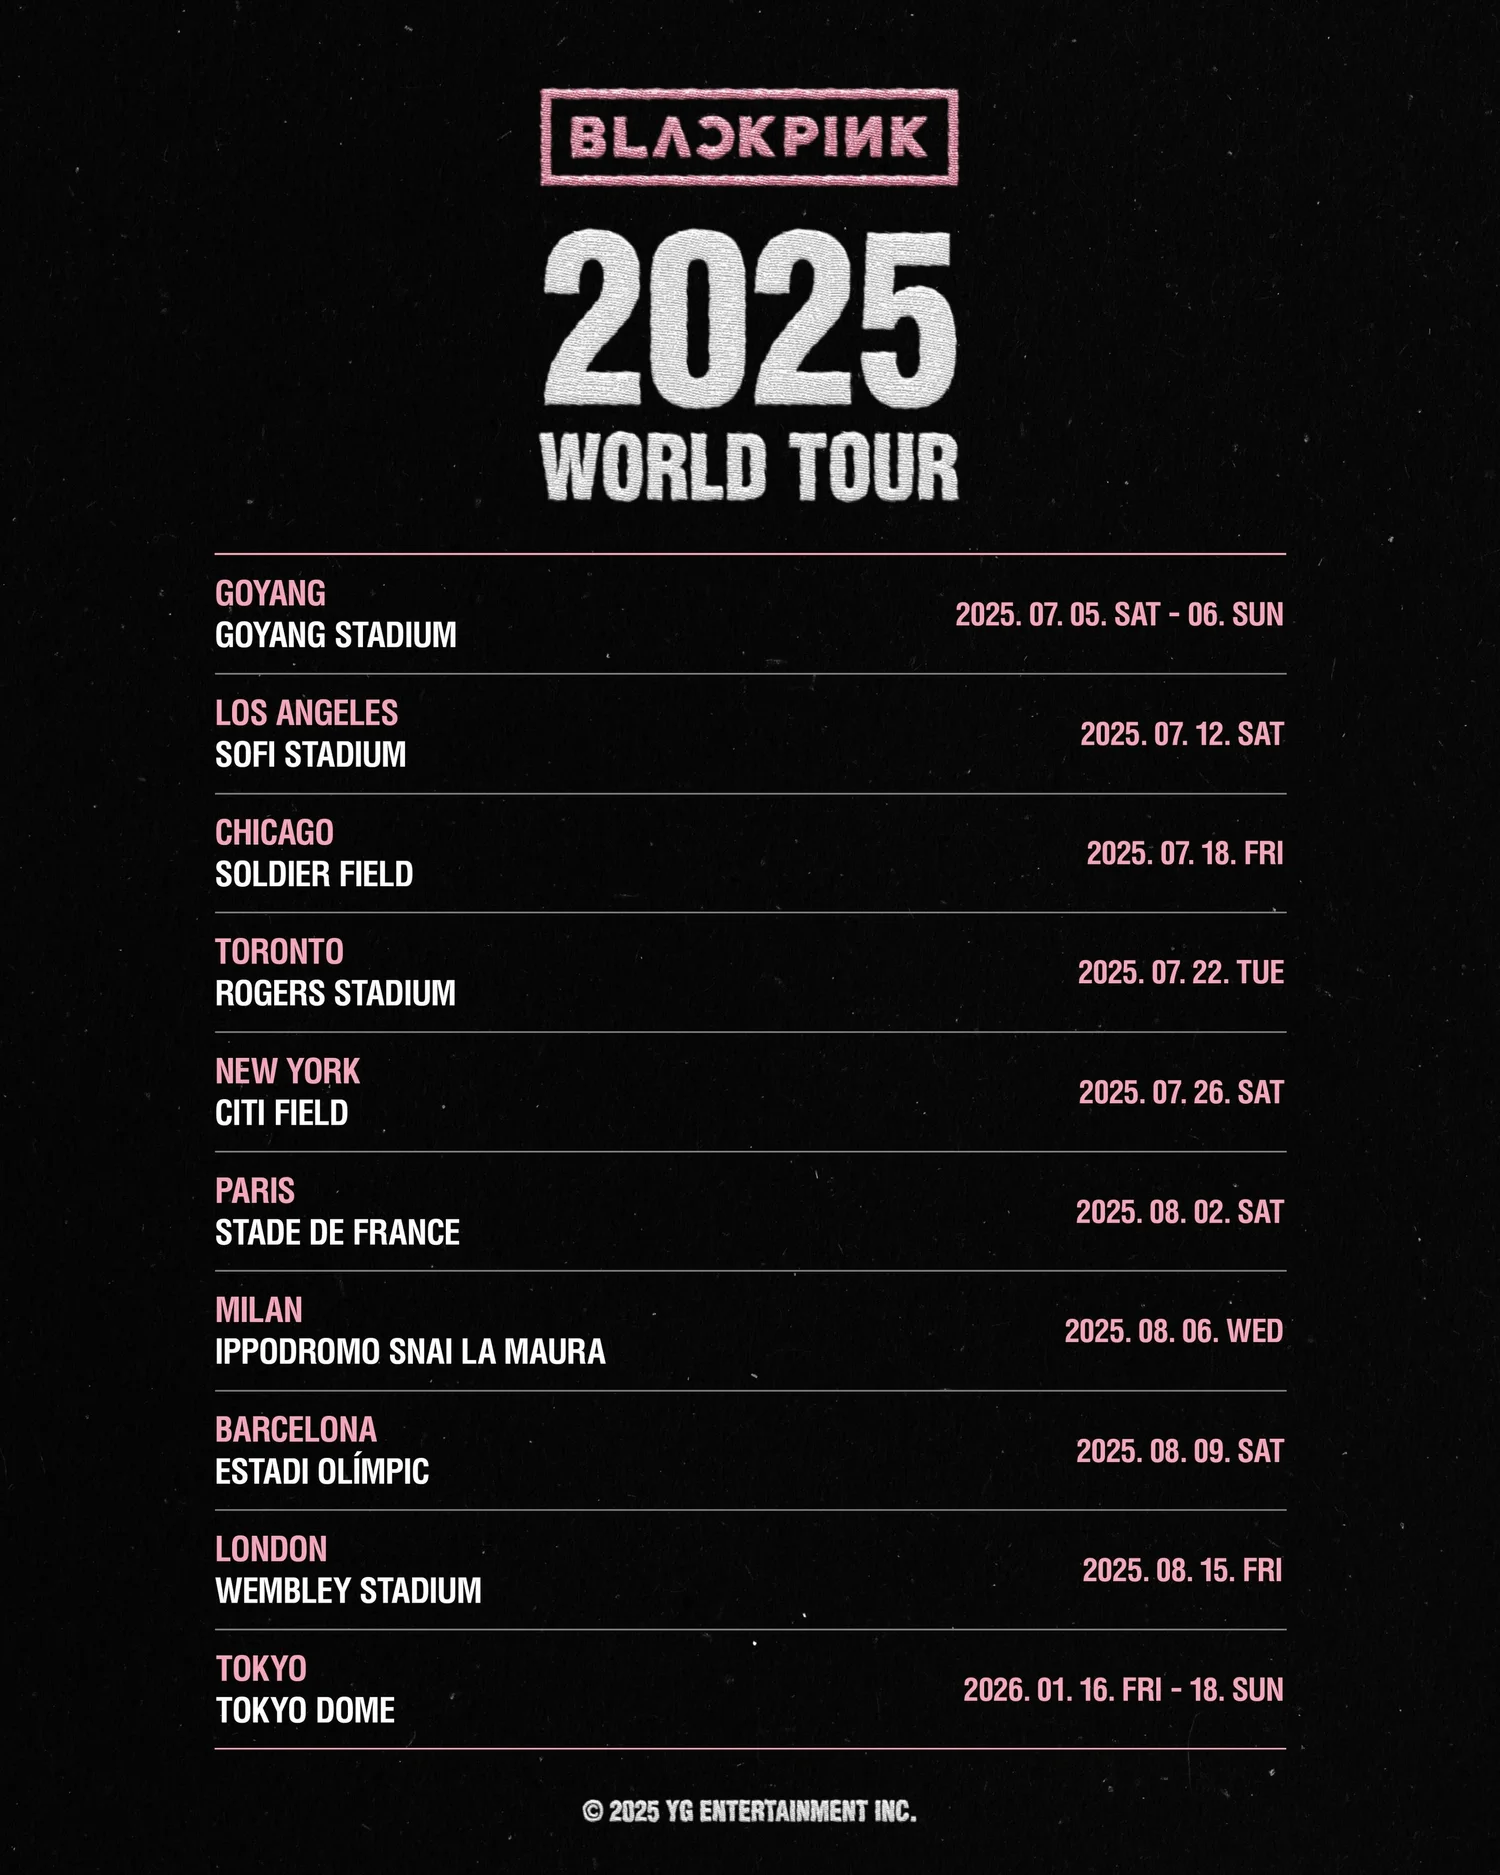 BLACKPINK
2025
WORLD TOUR
GOYANG
GOYANG STADIUM
2025. 07. 05. SAT - 06. SUN
LOS ANGELES
SOFI STADIUM
2025. 07. 12. SAT
CHICAGO
SOLDIER FIELD
2025. 07. 18. FRI
TORONTO
ROGERS STADIUM
2025. 07. 22. TUE
NEW YORK
CITI FIELD
2025. 07. 26. SAT
PARIS
STADE DE FRANCE
2025. 08. 02. SAT
MILAN
IPPODROMO SNAI LA MAURA
2025. 08. 06. WED
BARCELONA
ESTADI OLÍMPIC
2025. 08. 09. SAT
LONDON
WEMBLEY STADIUM
2025. 08. 15. FRI
TOKYO
TOKYO DOME
2026. 01. 16. FRI - 18. SUN
© 2025 YG ENTERTAINMENT INC.